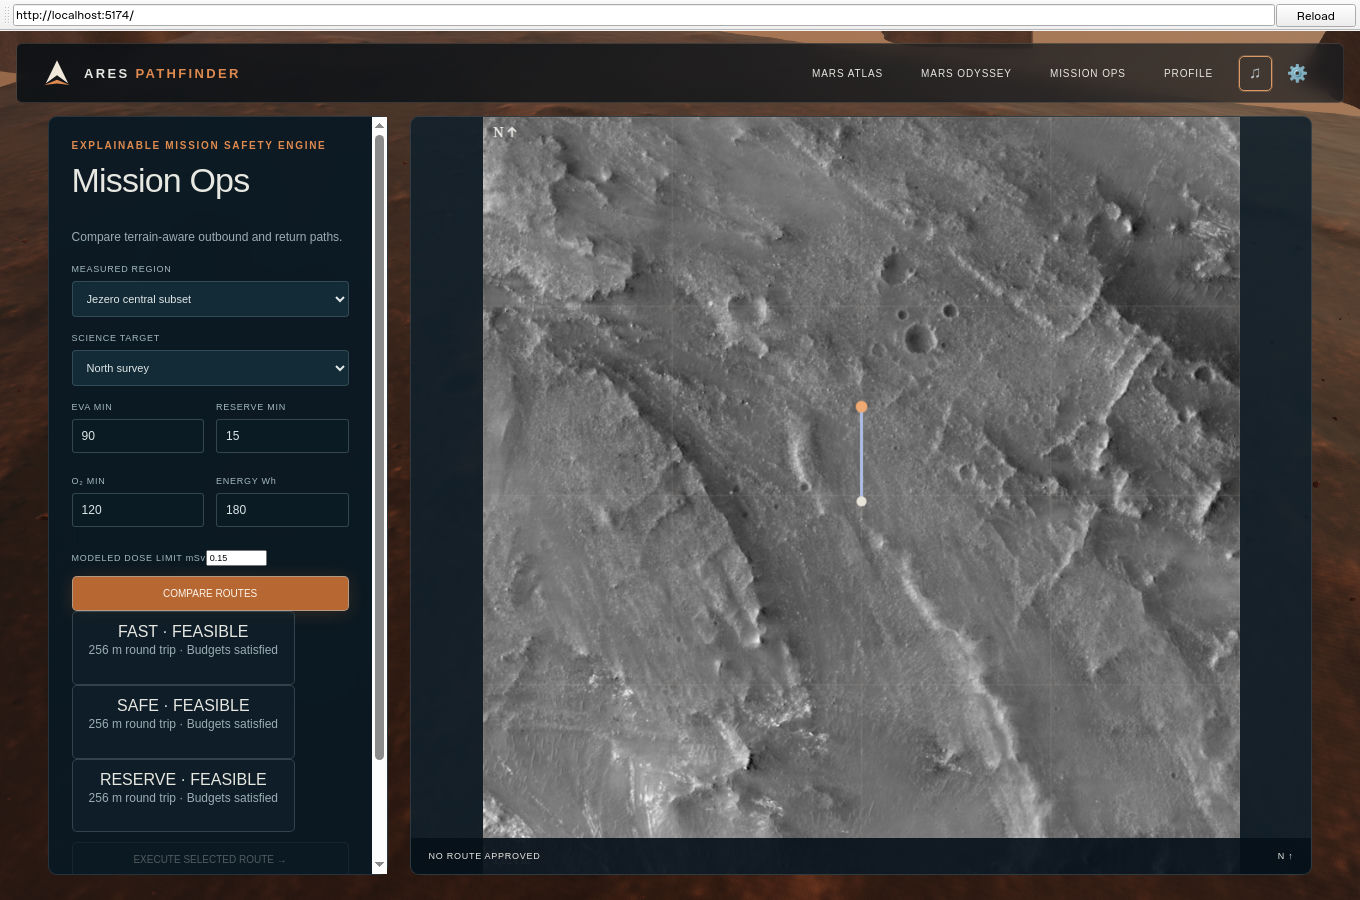 http://localhost:5174/
Reload
ARES PATHFINDER
MARS ATLAS
MARS ODYSSEY
MISSION OPS
PROFILE
♫
EXPLAINABLE MISSION SAFETY ENGINE
Mission Ops
Compare terrain-aware outbound and return paths.
MEASURED REGION
Jezero central subset
SCIENCE TARGET
North survey
EVA MIN
RESERVE MIN
90
15
O₂ MIN
ENERGY Wh
120
180
MODELED DOSE LIMIT mSv 0.15
COMPARE ROUTES
FAST · FEASIBLE
256 m round trip · Budgets satisfied
SAFE · FEASIBLE
256 m round trip · Budgets satisfied
RESERVE · FEASIBLE
256 m round trip · Budgets satisfied
EXECUTE SELECTED ROUTE →
N↑
NO ROUTE APPROVED
N ↑